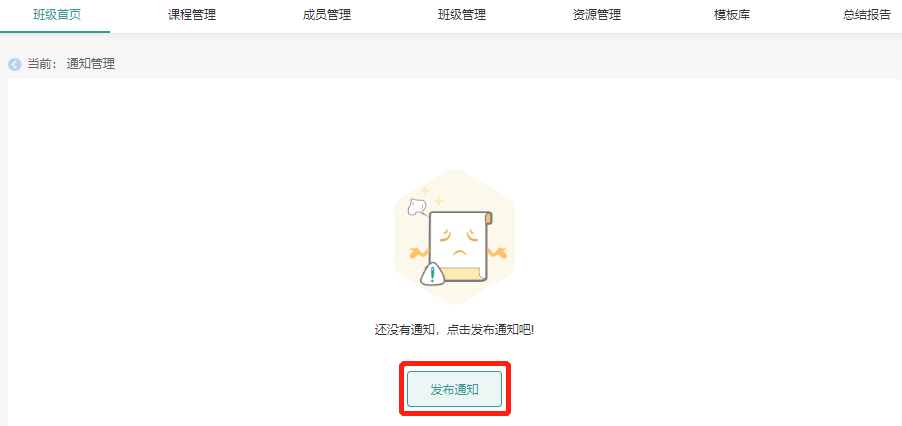 班级首页 课程管理 成员管理 班级管理 资源管理 模板库 总结报告
当前： 通知管理
还没有通知，点击发布通知吧!
发布通知